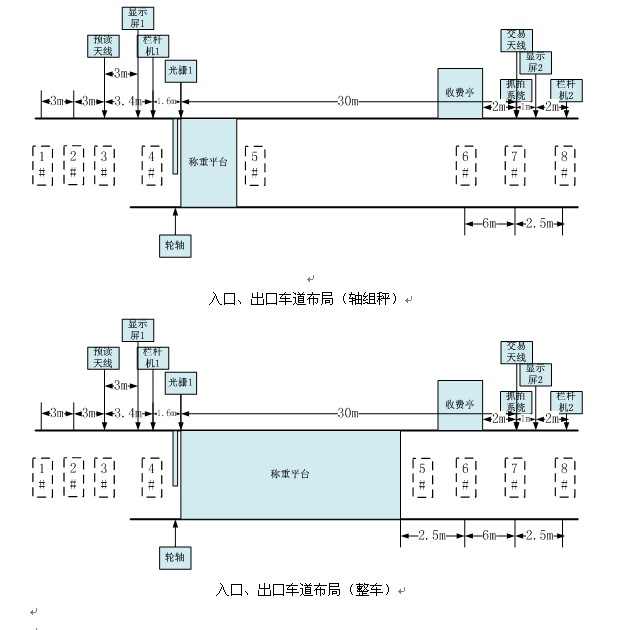 显示
屏1
预读
天线
栏杆
机1
光栅1
交易
天线
显示
屏2
收费亭
抓拍
系统
栏杆
机2
3m
3m
3m
3.4m
1.6m
30m
2m
1m
2m
1
#
2
#
3
#
4
#
称重平台
5
#
6
#
7
#
8
#
6m
2.5m
轮轴
入口、出口车道布局（轴组秤）
显示
屏1
预读
天线
栏杆
机1
光栅1
交易
天线
显示
屏2
收费亭
抓拍
系统
栏杆
机2
3m
3m
3m
3.4m
1.6m
30m
2m
1m
2m
1
#
2
#
3
#
4
#
称重平台
5
#
6
#
7
#
8
#
2.5m
6m
2.5m
轮轴
入口、出口车道布局（整车）